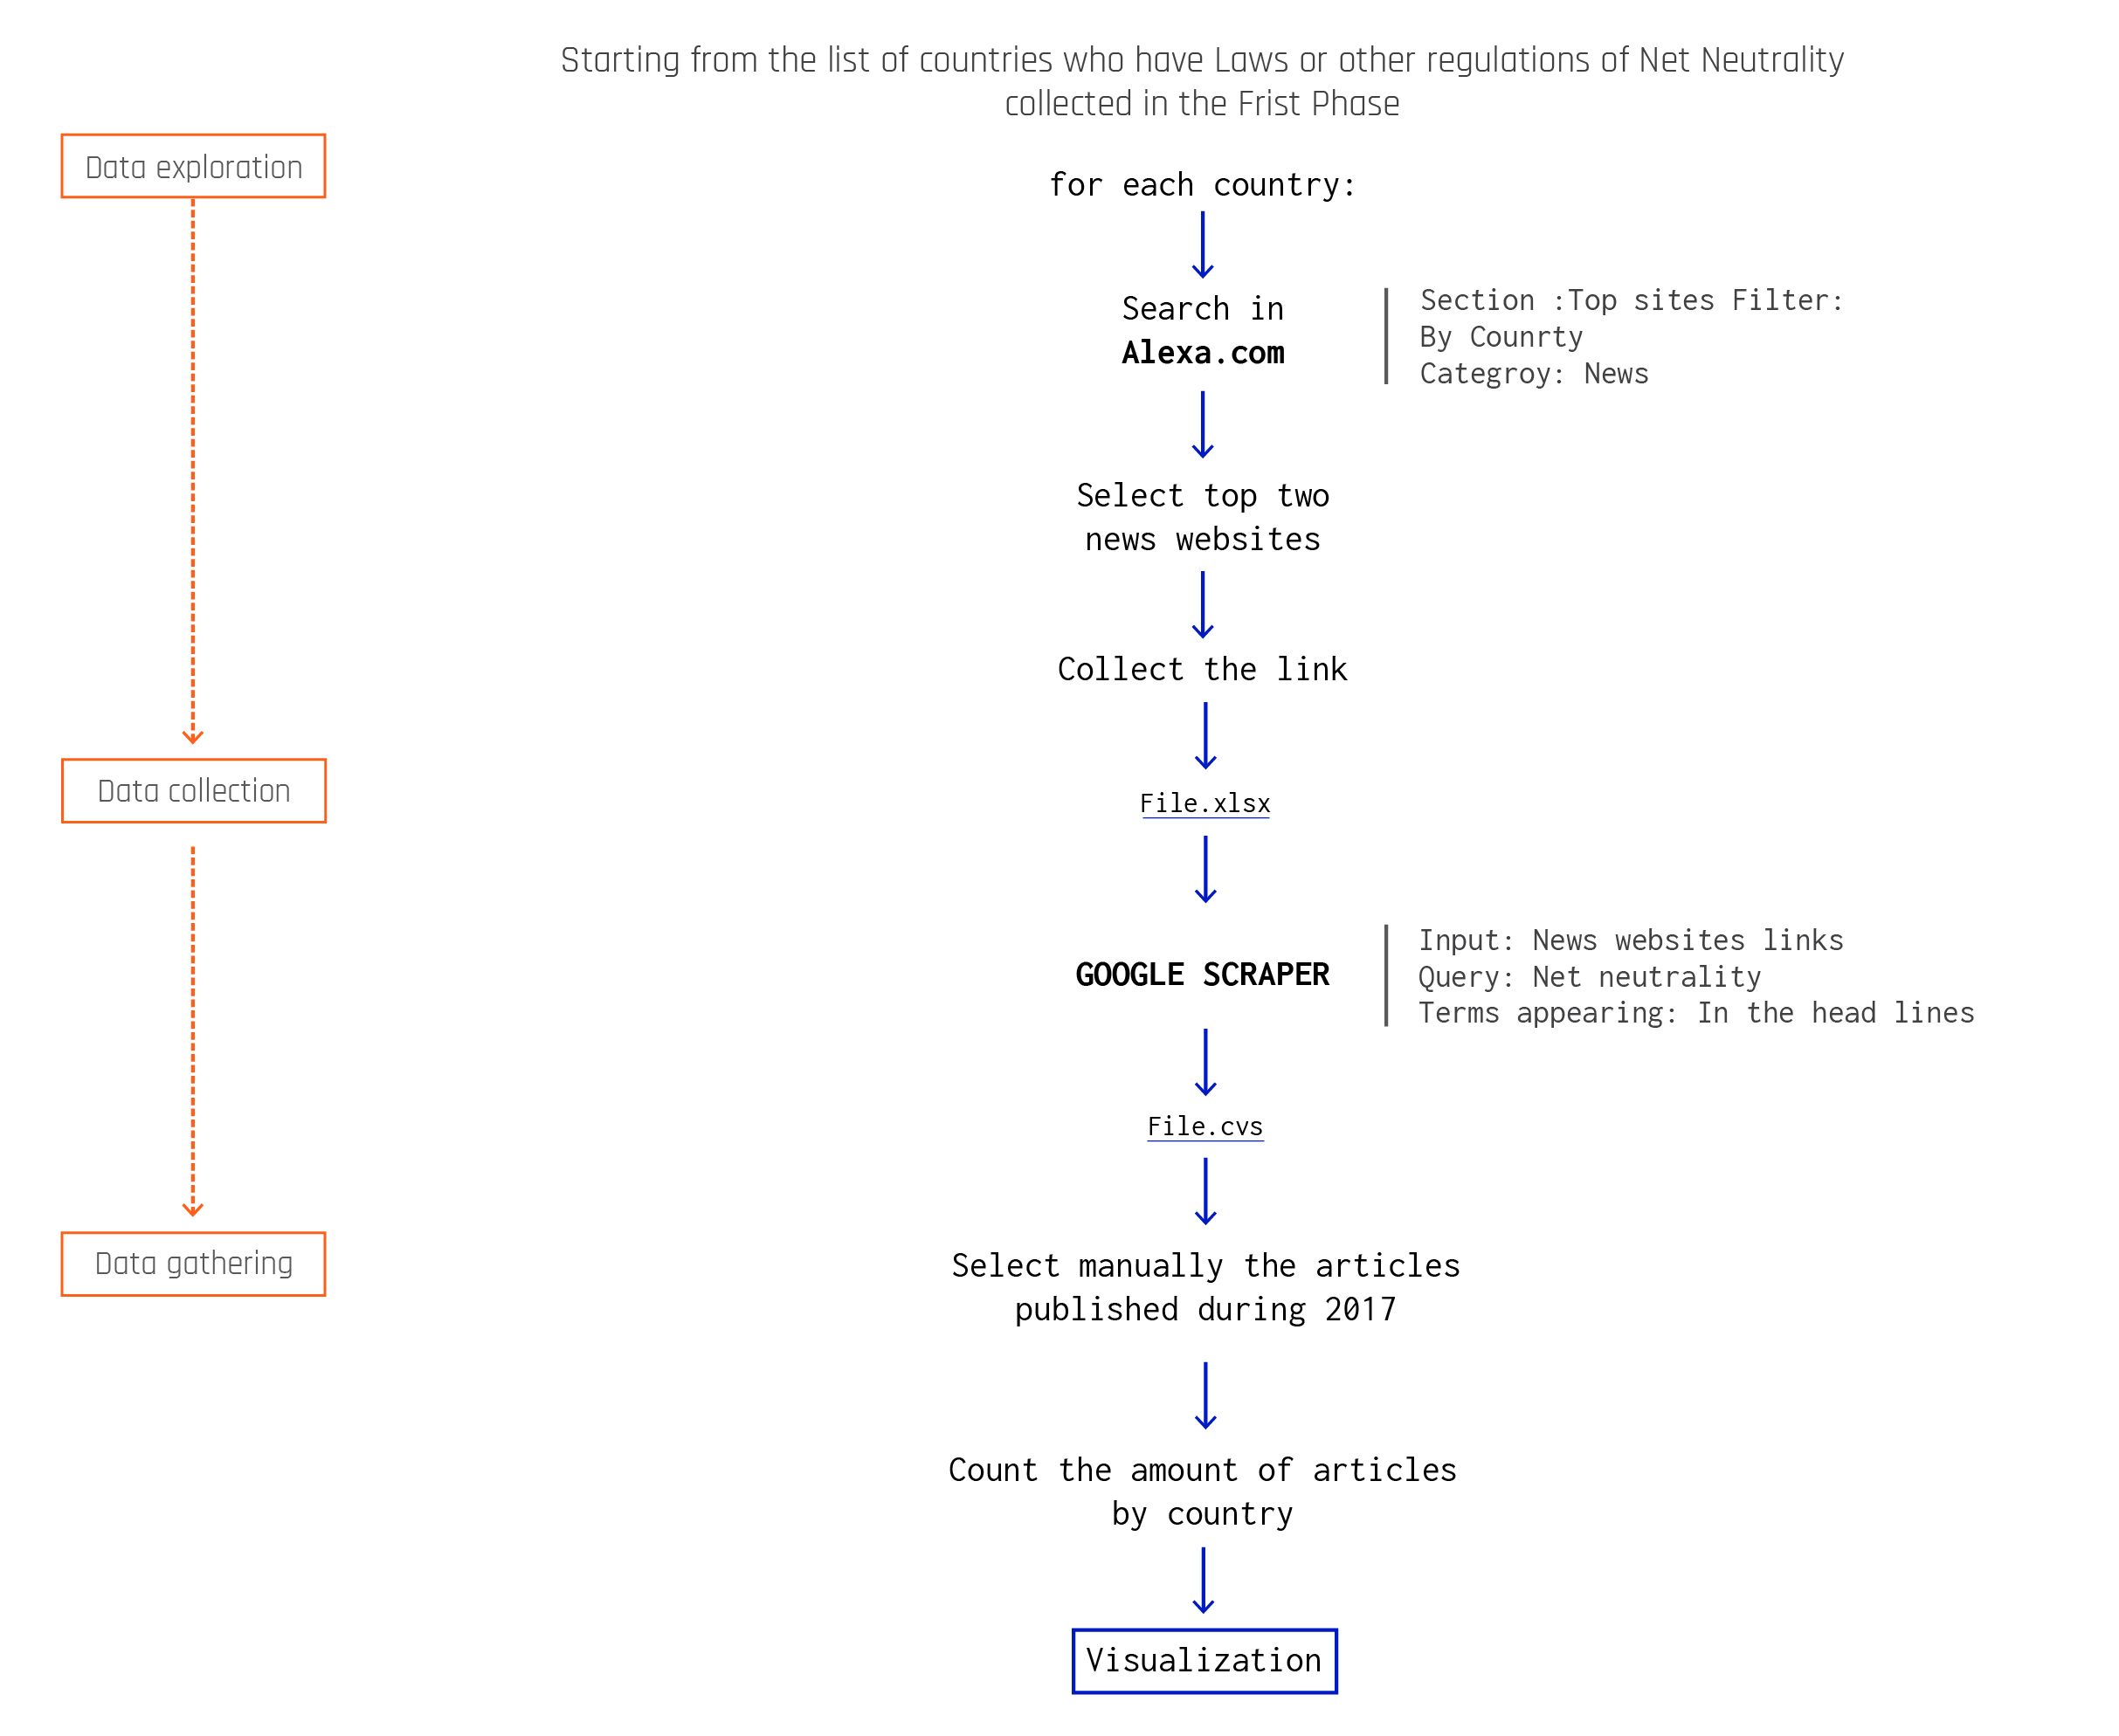 Starting from the list of countries who have Laws or other regulations of Net Neutrality
collected in the Frist Phase
Data exploration
for each country:
Search in
Alexa.com
Section :Top sites Filter:
By Counrty
Categroy: News
Select top two
news websites
Collect the link
Data collection
File.xlsx
GOOGLE SCRAPER
Input: News websites links
Query: Net neutrality
Terms appearing: In the head lines
File.cvs
Data gathering
Select manually the articles
published during 2017
Count the amount of articles
by country
Visualization